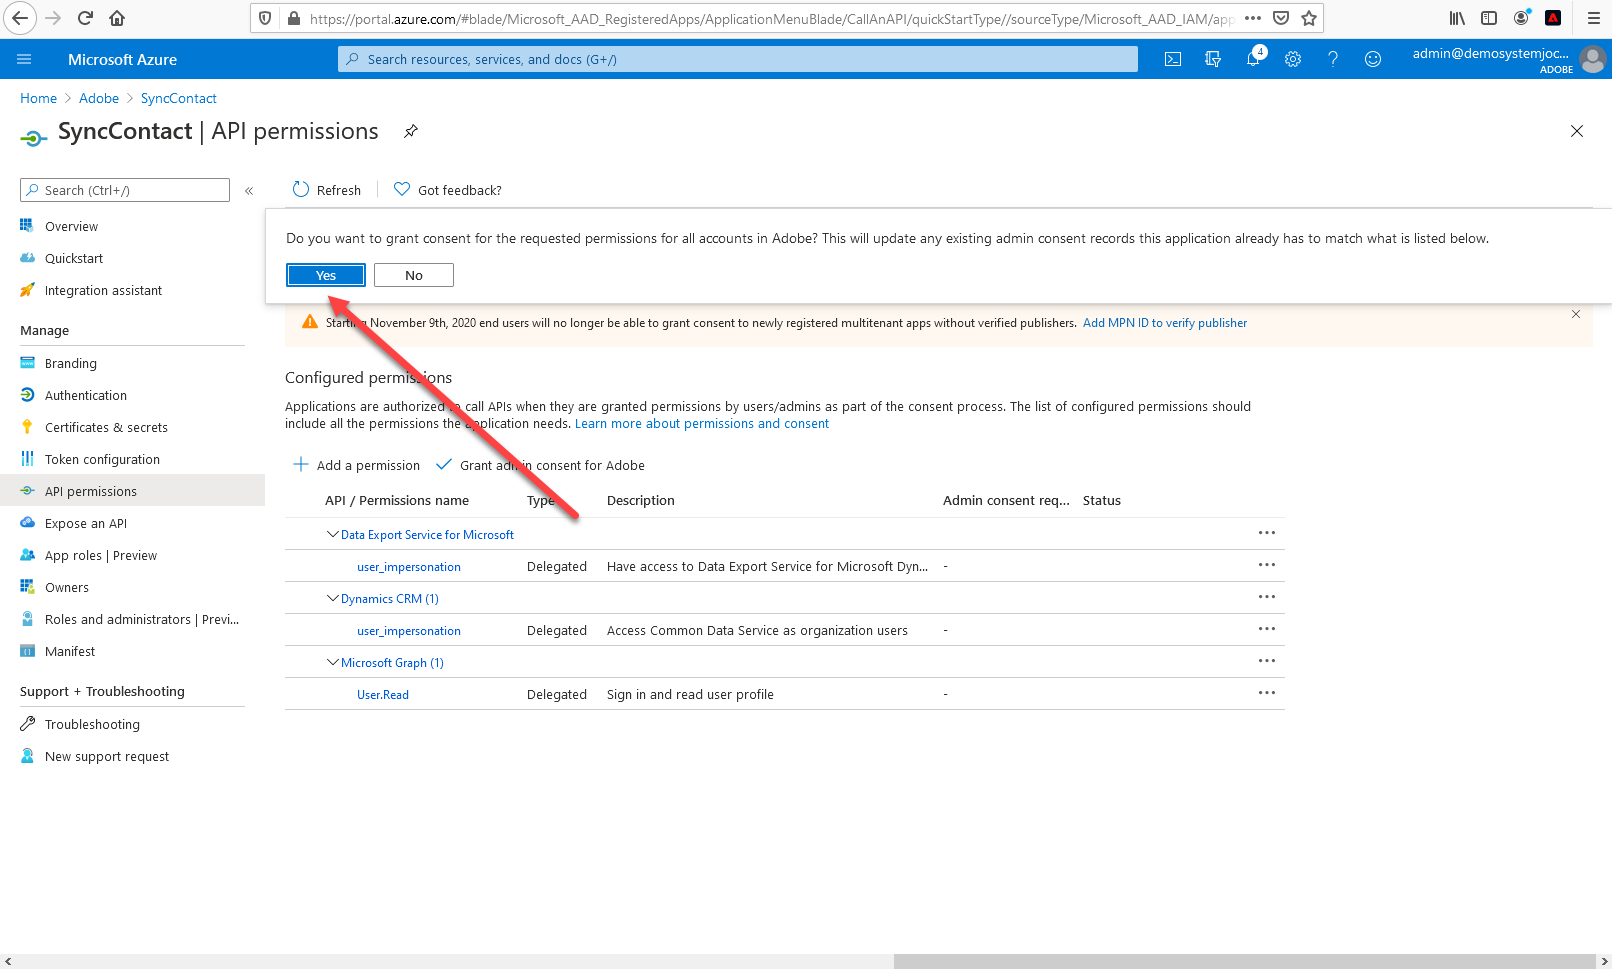 https://portal.azure.com/#blade/Microsoft_AAD_RegisteredApps/ApplicationMenuBlade/CallAnAPI/quickStartType//sourceType/Microsoft_AAD_IAM/app
Microsoft Azure
Search resources, services, and docs (G+/)
4
admin@demosystemjoc...
ADOBE
Home > Adobe > SyncContact
SyncContact | API permissions
Search (Ctrl+/)
«
Refresh
Got feedback?
Overview
Quickstart
Integration assistant
Manage
Branding
Authentication
Certificates & secrets
Token configuration
API permissions
Expose an API
App roles | Preview
Owners
Roles and administrators | Previ...
Manifest
Support + Troubleshooting
Troubleshooting
New support request
Do you want to grant consent for the requested permissions for all accounts in Adobe? This will update any existing admin consent records this application already has to match what is listed below.
Yes
No
Starting November 9th, 2020 end users will no longer be able to grant consent to newly registered multitenant apps without verified publishers. Add MPN ID to verify publisher
Configured permissions
Applications are authorized to call APIs when they are granted permissions by users/admins as part of the consent process. The list of configured permissions should
include all the permissions the application needs. Learn more about permissions and consent
Add a permission
Grant admin consent for Adobe
API / Permissions name Type Description Admin consent req... Status
Data Export Service for Microsoft
user_impersonation Delegated Have access to Data Export Service for Microsoft Dyn... -
Dynamics CRM (1)
user_impersonation Delegated Access Common Data Service as organization users -
Microsoft Graph (1)
User.Read Delegated Sign in and read user profile -